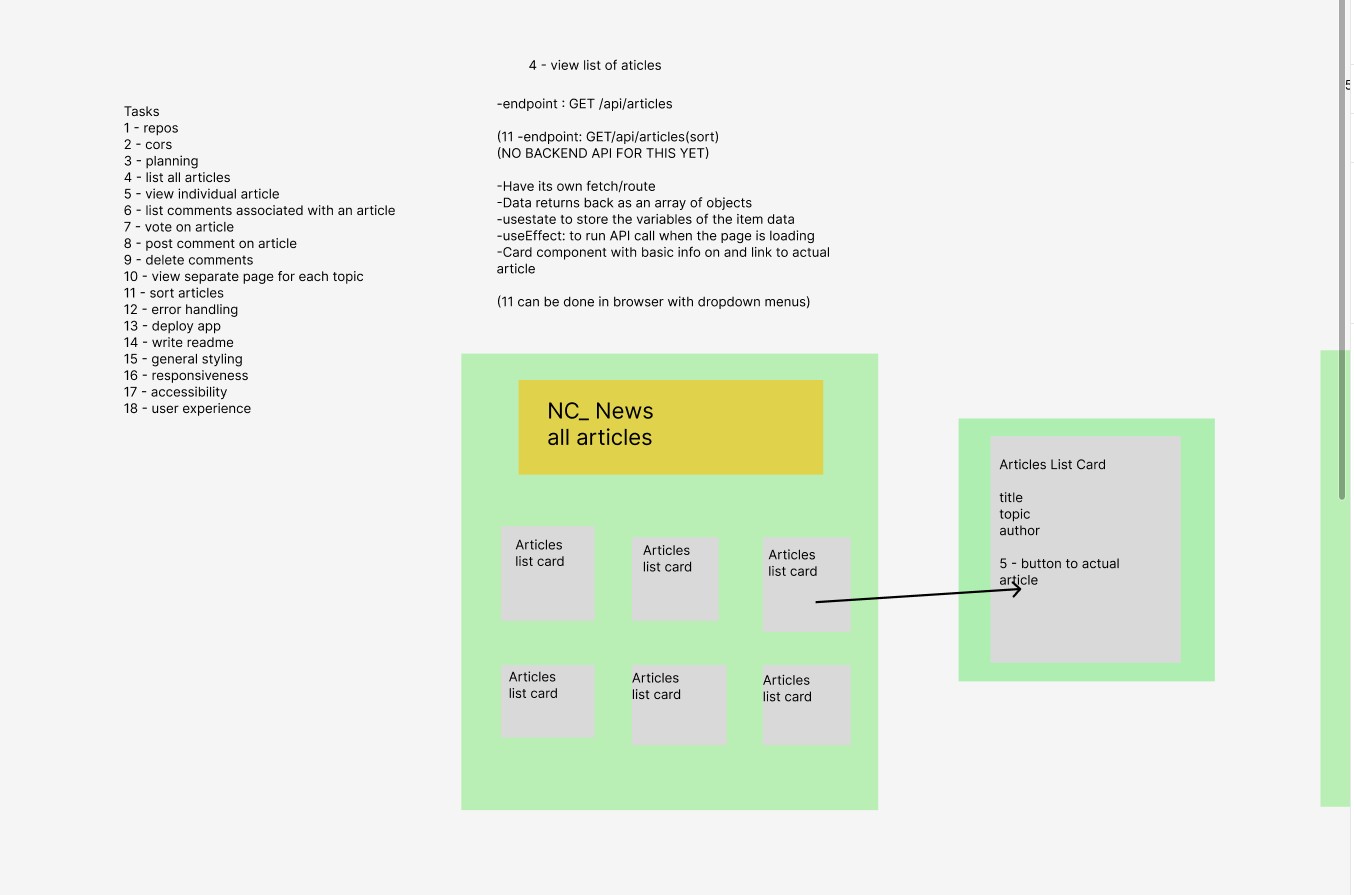 Tasks
1 - repos
2 - cors
3 - planning
4 - list all articles
5 - view individual article
6 - list comments associated with an article
7 - vote on article
8 - post comment on article
9 - delete comments
10 - view separate page for each topic
11 - sort articles
12 - error handling
13 - deploy app
14 - write readme
15 - general styling
16 - responsiveness
17 - accessibility
18 - user experience
4 - view list of aticles
-endpoint : GET /api/articles
(11 -endpoint: GET/api/articles(sort)
(NO BACKEND API FOR THIS YET)
-Have its own fetch/route
-Data returns back as an array of objects
-usestate to store the variables of the item data
-useEffect: to run API call when the page is loading
-Card component with basic info on and link to actual
article
(11 can be done in browser with dropdown menus)
NC_ News
all articles
Articles
list card
Articles
list card
Articles
list card
Articles
list card
Articles
list card
Articles
list card
Articles List Card
title
topic
author
5 - button to actual
article
5